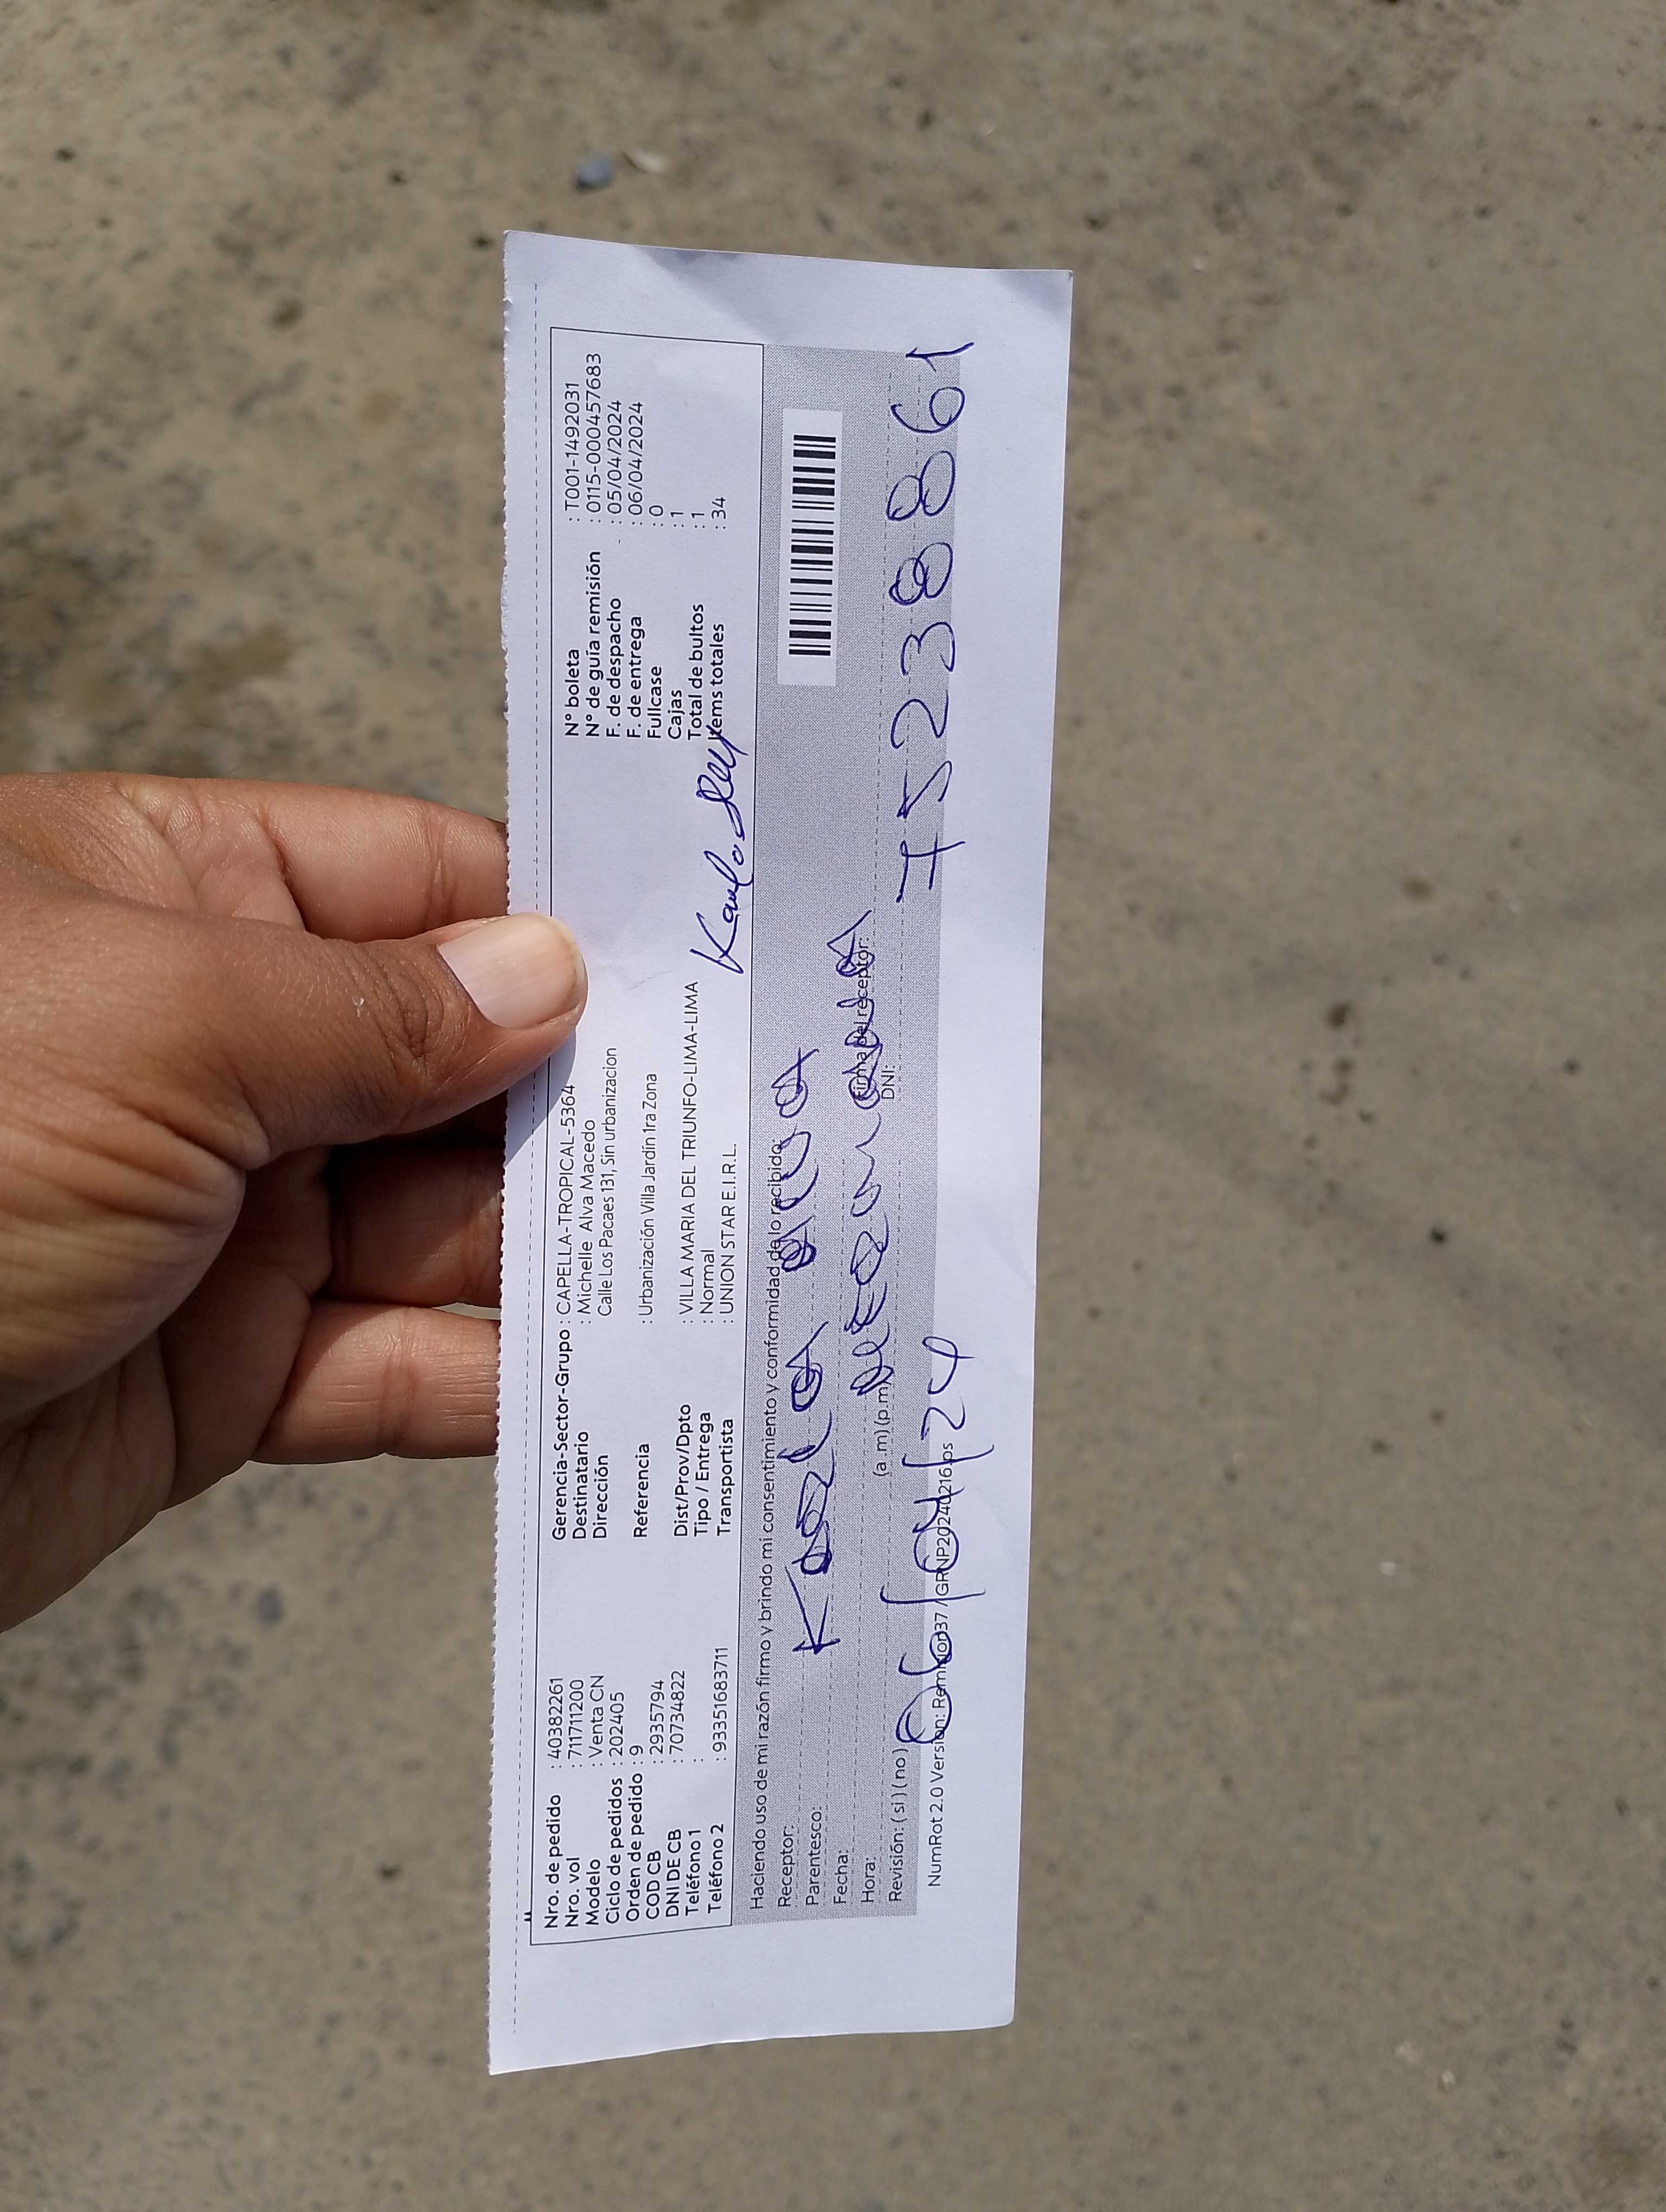 Nro. de pedido : 40382261
Nro. vol : 711711200
Modelo : Venta CN
Ciclo de pedidos : 202405
Orden de pedido : 9
COD CB : 2935794
DNI DE CB : 70734822
Teléfono 1 :
Teléfono 2 : 93351683711
Gerencia-Sector-Grupo : CAPELLA-TROPICAL-5364
Destinatario : Michelle Alva Macedo
Dirección Calle Los Pacaes 131, Sin urbanizacion
Referencia : Urbanización Villa Jardín 1ra Zona
Dist/Prov/Dpto : VILLA MARIA DEL TRIUNFO-LIMA-LIMA
Tipo / Entrega : Normal
Transportista : UNION STAR E.I.R.L.
N° boleta : T001-1492031
N° de guía remisión : 0115-000457683
F. de despacho : 05/04/2024
F. de entrega : 06/04/2024
Fullcase : 0
Cajas : 1
Total de bultos : 1
Items totales : 34
Haciendo uso de mi razón firmo y brindo mi consentimiento y conformidad de lo recibido:
Receptor: Karla
Parentesco:
Fecha:
Hora: (a.m) (p.m)
Firma del receptor:
DNI: 75238861
Revisión: ( si ) ( no ) 06/04/24
NumRot 2.0 Version: Remision37 / GRNP20240216.ps